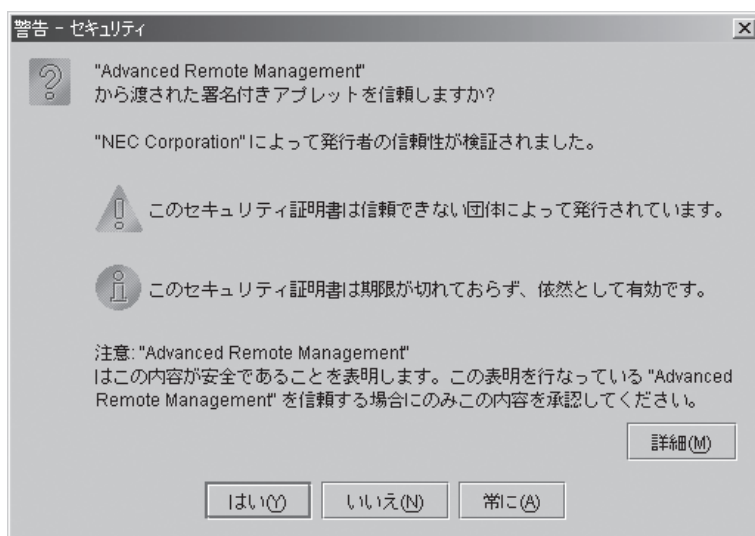 警告 - セキュリティ
"Advanced Remote Management"
から渡された署名付きアプレットを信頼しますか?
"NEC Corporation" によって発行者の信頼性が検証されました。
このセキュリティ証明書は信頼できない団体によって発行されています。
このセキュリティ証明書は期限が切れておらず、依然として有効です。
注意: "Advanced Remote Management"
はこの内容が安全であることを表明します。この表明を行なっている "Advanced
Remote Management" を信頼する場合にのみこの内容を承認してください。
詳細(M)
はい(Y) いいえ(N) 常に(A)